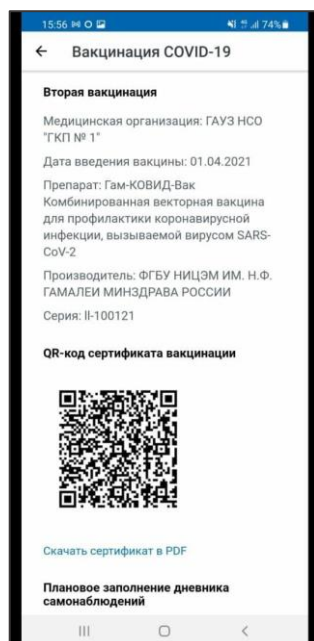 15:56 74%
Вакцинация COVID-19
Вторая вакцинация
Медицинская организация: ГАУЗ НСО
"ГКП № 1"
Дата введения вакцины: 01.04.2021
Препарат: Гам-КОВИД-Вак
Комбинированная векторная вакцина
для профилактики коронавирусной
инфекции, вызываемой вирусом SARS-
CoV-2
Производитель: ФГБУ НИЦЭМ ИМ. Н.Ф.
ГАМАЛЕИ МИНЗДРАВА РОССИИ
Серия: II-100121
QR-код сертификата вакцинации
Скачать сертификат в PDF
Плановое заполнение дневника
самонаблюдений